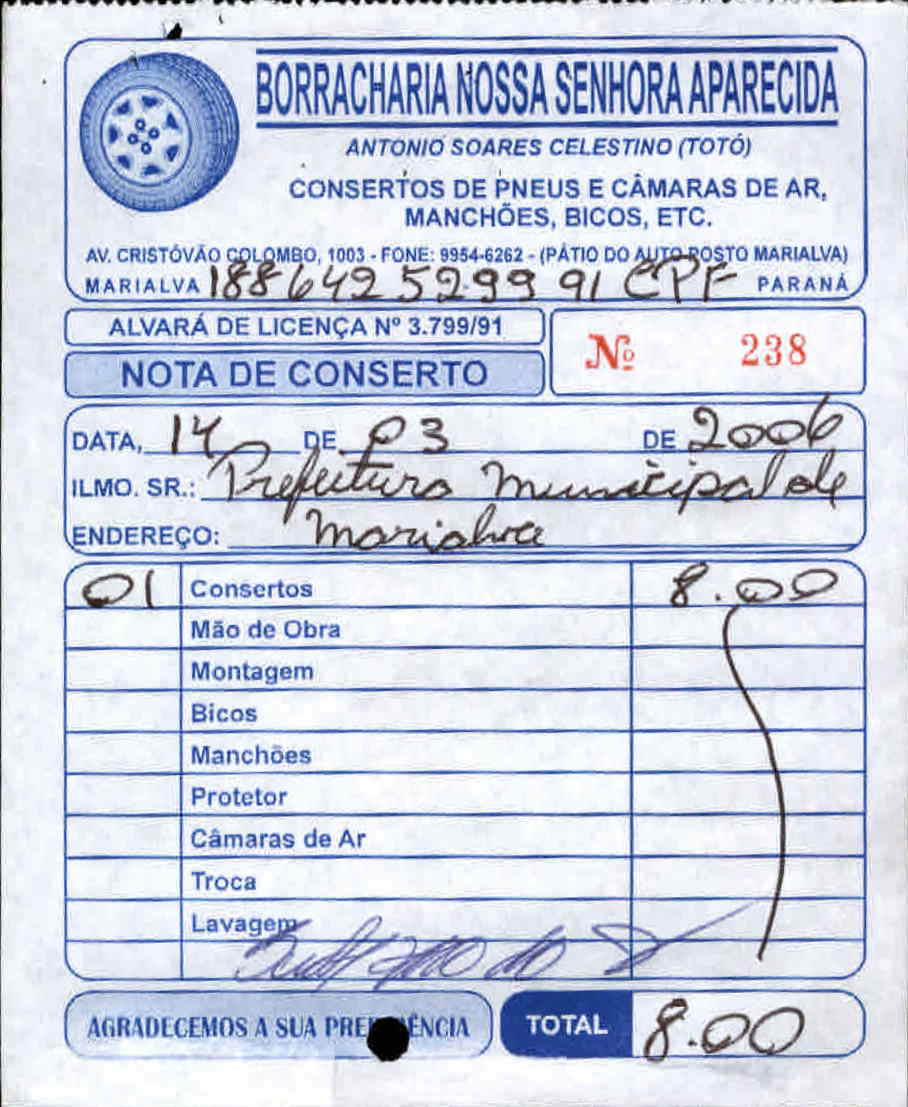 BORRACHARIA NOSSA SENHORA APARECIDA
ANTONIO SOARES CELESTINO (TOTÓ)
CONSERTOS DE PNEUS E CÂMARAS DE AR,
MANCHÕES, BICOS, ETC.
AV. CRISTÓVÃO COLOMBO, 1003 - FONE: 9954-6262 - (PÁTIO DO AUTO POSTO MARIALVA)
MARIALVA 188642529991 CPF PARANÁ
ALVARÁ DE LICENÇA Nº 3.799/91
Nº 238
NOTA DE CONSERTO
DATA, 14 DE 03 DE 2006
ILMO. SR.: Prefeitura Municipal de
ENDEREÇO: Marialva
01 Consertos 8.00
Mão de Obra
Montagem
Bicos
Manchões
Protetor
Câmaras de Ar
Troca
Lavagem
AGRADECEMOS A SUA PREFERÊNCIA
TOTAL 8.00